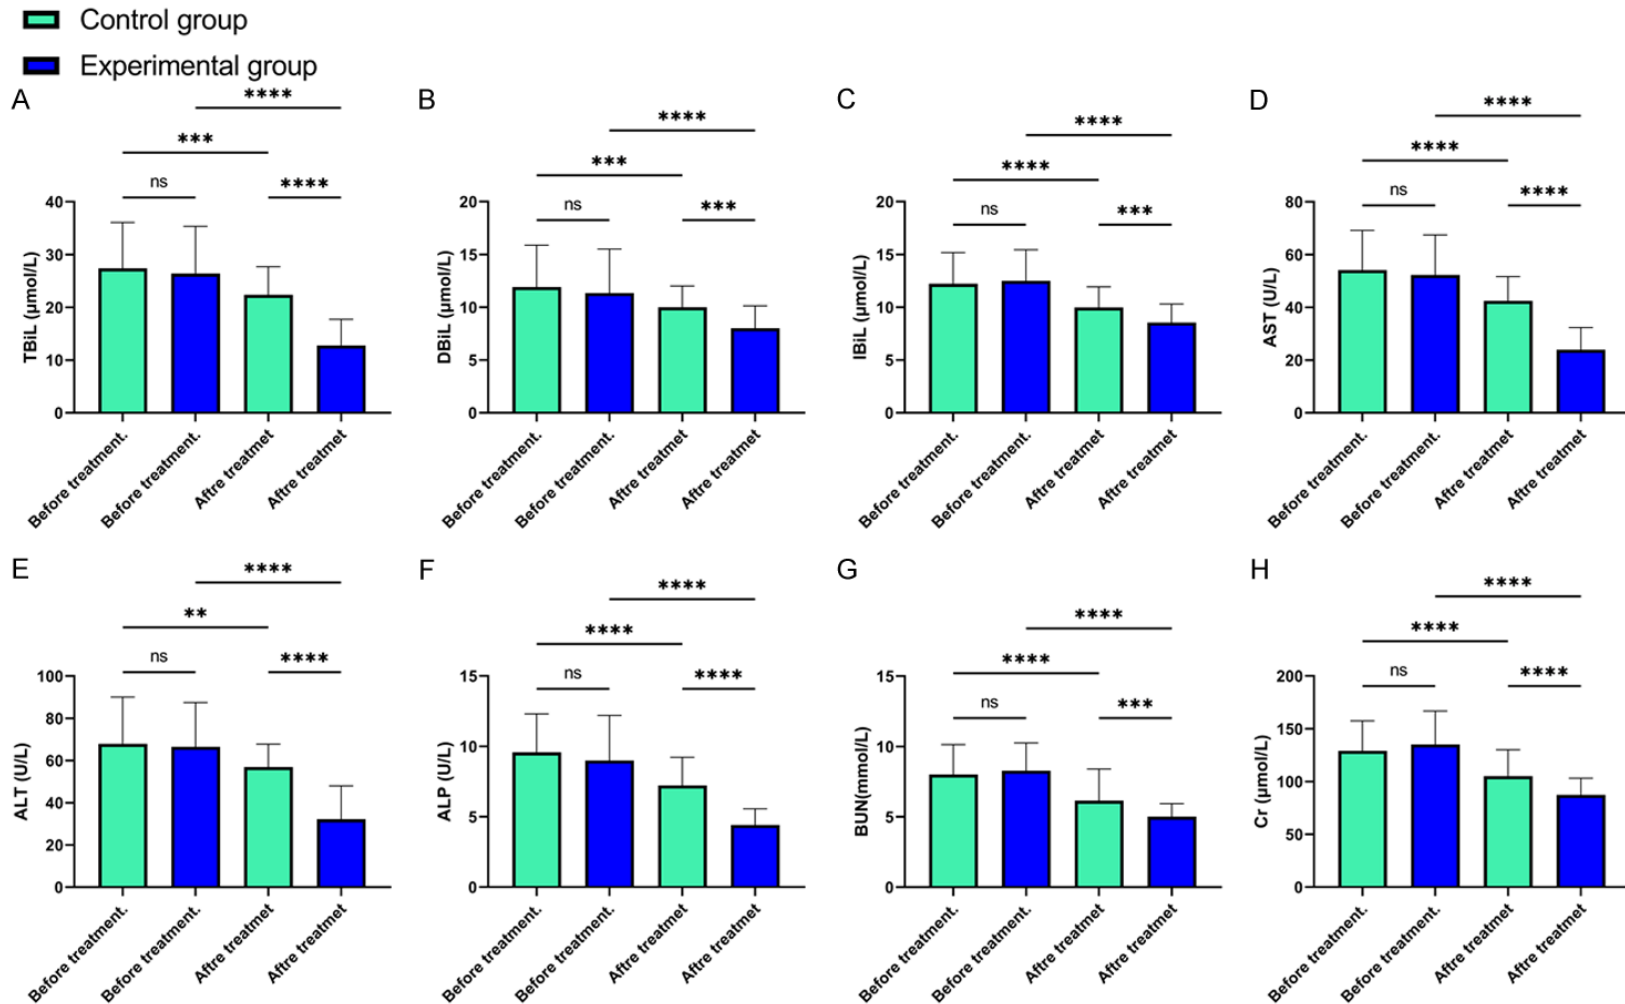 Control group
Experimental group
A
****
***
ns
****
40
30
20
10
0
TBiL (μmol/L)
Before treatment.
Before treatment.
Aftre treatmet
Aftre treatmet
B
****
***
ns
***
20
15
10
5
0
DBiL (μmol/L)
Before treatment.
Before treatment.
Aftre treatmet
Aftre treatmet
C
****
****
ns
***
20
15
10
5
0
IBiL (μmol/L)
Before treatment.
Before treatment.
Aftre treatmet
Aftre treatmet
D
****
****
ns
****
80
60
40
20
0
AST (U/L)
Before treatment.
Before treatment.
Aftre treatmet
Aftre treatmet
E
****
**
ns
****
100
80
60
40
20
0
ALT (U/L)
Before treatment.
Before treatment.
Aftre treatmet
Aftre treatmet
F
****
****
ns
****
15
10
5
0
ALP (U/L)
Before treatment.
Before treatment.
Aftre treatmet
Aftre treatmet
G
****
****
ns
***
15
10
5
0
BUN(mmol/L)
Before treatment.
Before treatment.
Aftre treatmet
Aftre treatmet
H
****
****
ns
****
200
150
100
50
0
Cr (μmol/L)
Before treatment.
Before treatment.
Aftre treatmet
Aftre treatmet